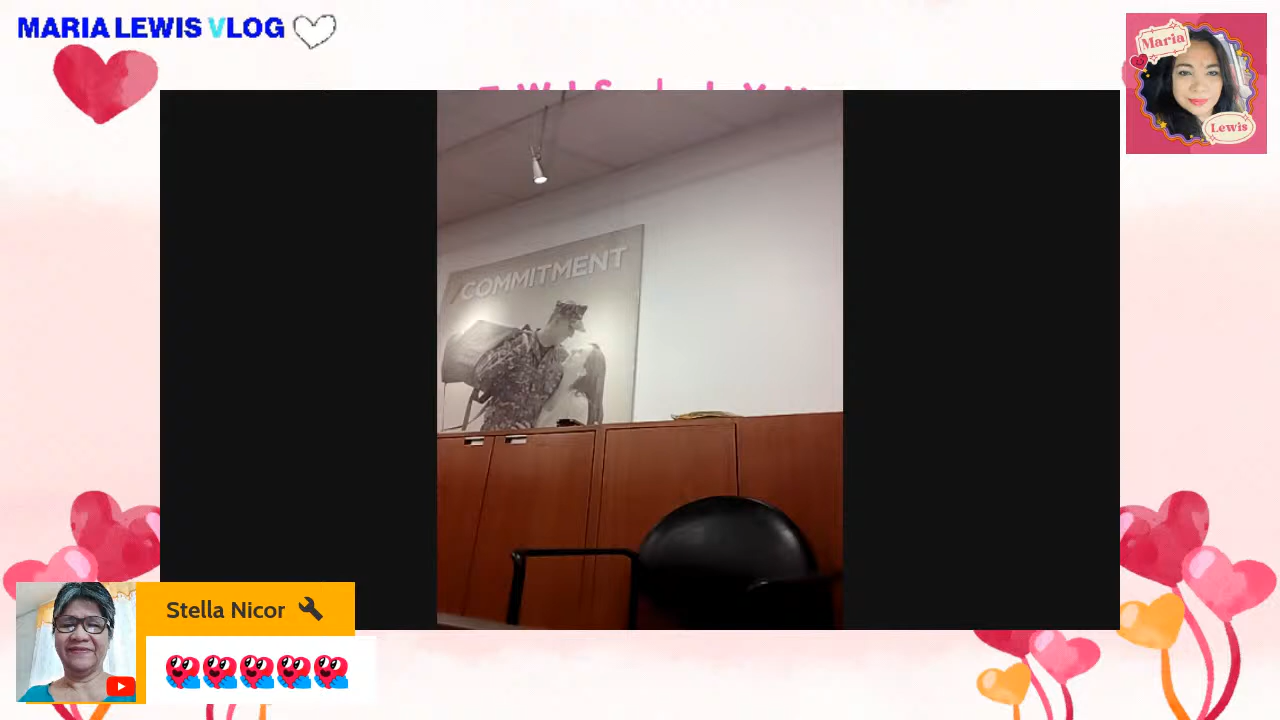 MARIA LEWIS VLOG
Maria
Lewis
COMMITMENT
Stella Nicor